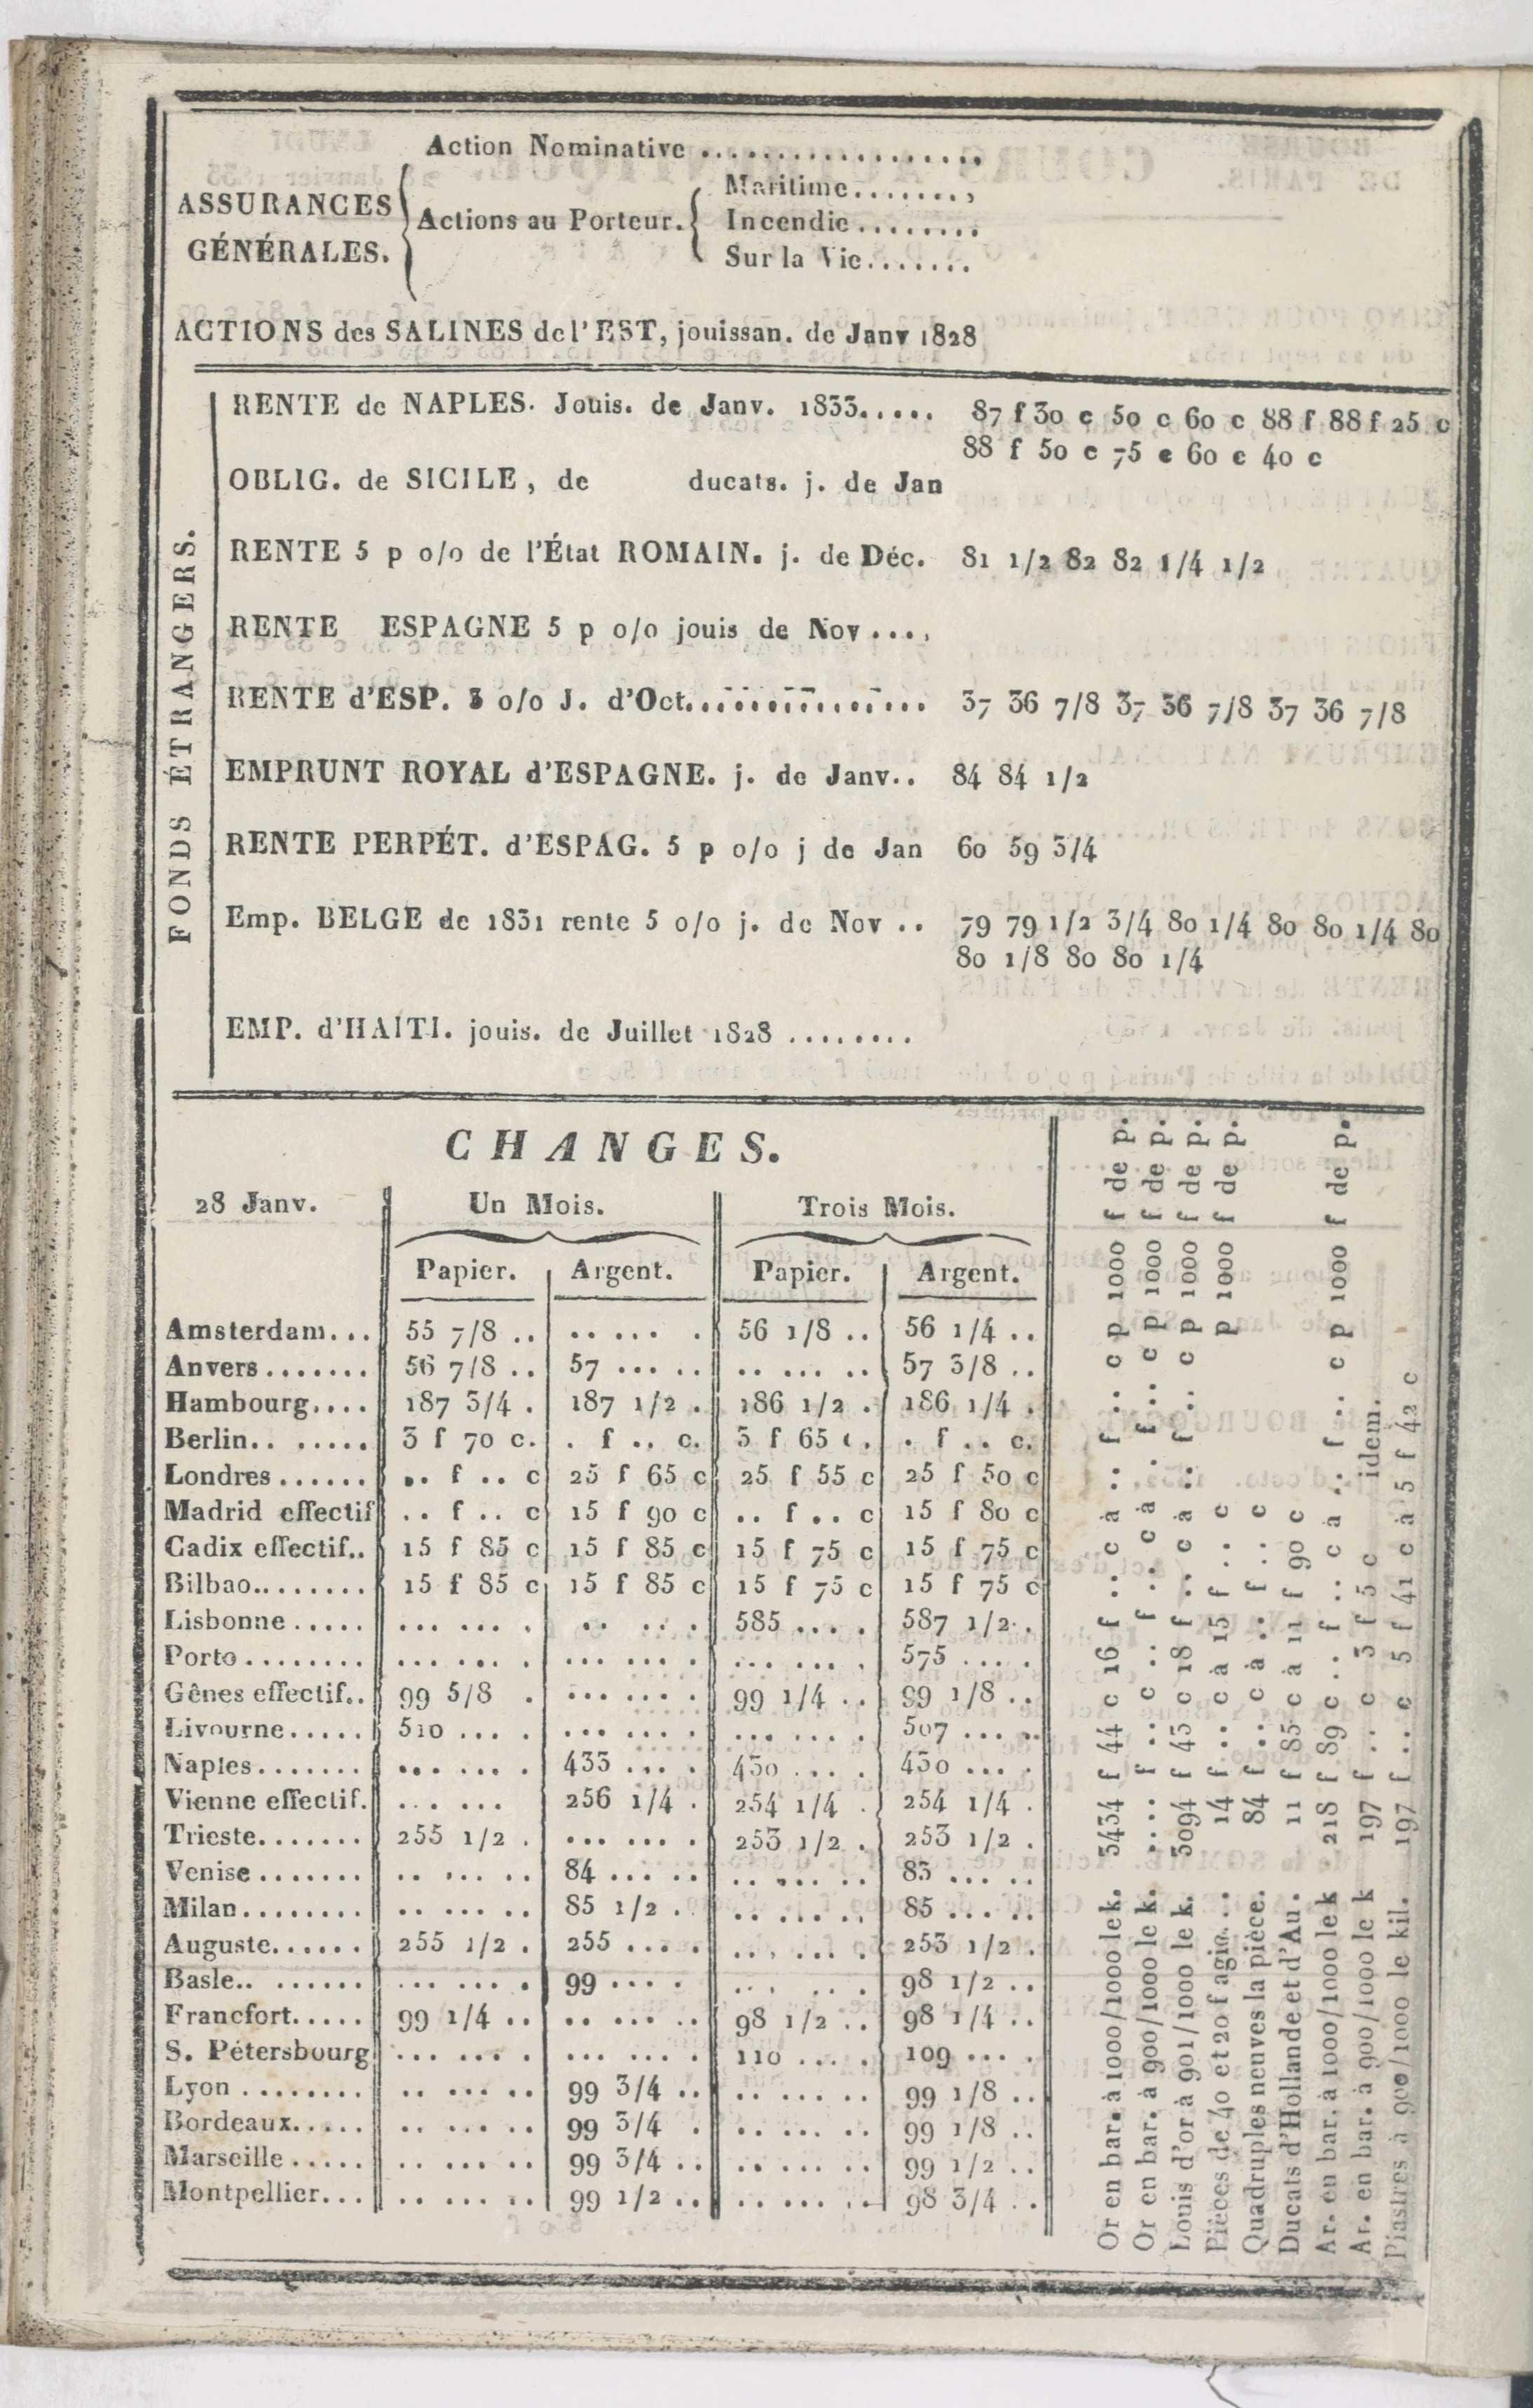 Action Nominative ..................
ASSURANCES GÉNÉRALES.
Actions au Porteur.
Maritime........,
Incendie........
Sur la Vie.......
ACTIONS des SALINES de l'EST, jouissan. de Janv 1828
FONDS ÉTRANGERS.
RENTE de NAPLES. Jouis. de Janv. 1833..... 87 f 30 c 50 c 60 c 88 f 88 f 25 c
88 f 50 c 75 c 60 c 40 c
OBLIG. de SICILE, de ducats. j. de Jan
RENTE 5 p o/o de l'État ROMAIN. j. de Déc. 81 1/2 82 82 1/4 1/2
RENTE ESPAGNE 5 p o/o jouis de Nov....
RENTE d'ESP. 3 o/o J. d'Oct............... 37 36 7/8 37 36 7/8 37 36 7/8
EMPRUNT ROYAL d'ESPAGNE. j. de Janv.. 84 84 1/2
RENTE PERPÉT. d'ESPAG. 5 p o/o j de Jan 60 59 3/4
Emp. BELGE de 1831 rente 5 o/o j. de Nov .. 79 79 1/2 3/4 80 1/4 80 80 1/4 80
80 1/8 80 80 1/4
EMP. d'HAITI. jouis. de Juillet 1828 ........
CHANGES.
28 Janv. Un Mois. Trois Mois.
Papier. Argent. Papier. Argent.
Amsterdam... 55 7/8 .. .. ... . 56 1/8 .. 56 1/4 ..
Anvers....... 56 7/8 .. 57 ... .. .. ... .. 57 3/8 ..
Hambourg.... 187 3/4 . 187 1/2 . 186 1/2 . 186 1/4 .
Berlin.. ..... 3 f 70 c. . f .. c. 3 f 65 c. . f .. c.
Londres...... .. f .. c 25 f 65 c 25 f 55 c 25 f 50 c
Madrid effectif .. f .. c 15 f 90 c .. f .. c 15 f 80 c
Cadix effectif.. 15 f 85 c 15 f 85 c 15 f 75 c 15 f 75 c
Bilbao........ 15 f 85 c 15 f 85 c 15 f 75 c 15 f 75 c
Lisbonne ..... ... ... . .. ... . 585 .... 587 1/2 .
Porto ........ ... ... . ... ... . ... ... . 575 ....
Gênes effectif.. 99 5/8 . ... ... . 99 1/4 .. 99 1/8 ..
Livourne..... 510 .... ... ... . ... ... . 507 ... ..
Naples....... ... ... . 433 .... 430 .... 430 ....
Vienne effectif. ... ... 256 1/4 . 254 1/4 . 254 1/4 .
Trieste....... 255 1/2 . ... ... . 253 1/2 . 253 1/2 .
Venise ....... .. ... .. 84 ... .. .. ... .. 83 ... ..
Milan........ .. ... .. 85 1/2 .. .. ... .. 85 ... ..
Auguste...... 255 1/2 . 255 .... ... ... . 253 1/2 .
Basle.. ...... ... ... . 99 .... .. .. . 98 1/2 ..
Francfort..... 99 1/4 .. .. ... .. 98 1/2 .. 98 1/4 ..
S. Pétersbourg ... ... . ... ... . 110 .... 109 ....
Lyon ........ .. ... .. 99 3/4 .. .. ... .. 99 1/8 ..
Bordeaux..... .. ... .. 99 3/4 . .. ... .. 99 1/8 ..
Marseille ..... .. ... .. 99 3/4 .. .. ... .. 99 1/2 ..
Montpellier... .. ... .. 99 1/2 .. .. ... .. 98 3/4 ..
Or en bar. à 1000/1000 le k. 3434 f 44 c 16 f .. c à .. f .. c p 1000 f de p.
Or en bar. à 900/1000 le k. .... f .. c .. f .. c à .. f .. c p 1000 f de p.
Louis d'or à 901/1000 le k. 3094 f 43 c 18 f .. c à .. f .. c p 1000 f de p.
Pièces de 40 et 20 f agio... 14 f .. c à 15 f .. c p 1000 f de p.
Quadruples neuves la pièce. 84 f .. c à .. f .. c
Ducats d'Hollande et d'Au. 11 f 85 c à 11 f 90 c
Ar. en bar. à 1000/1000 le k 218 f 89 c .. f .. c à .. f .. c p 1000 f de p.
Ar. en bar. à 900/1000 le k 197 f .. c 3 f 5 c idem.
Piastres à 900/1000 le kil. 197 f .. c 5 f 41 c à 5 f 42 c